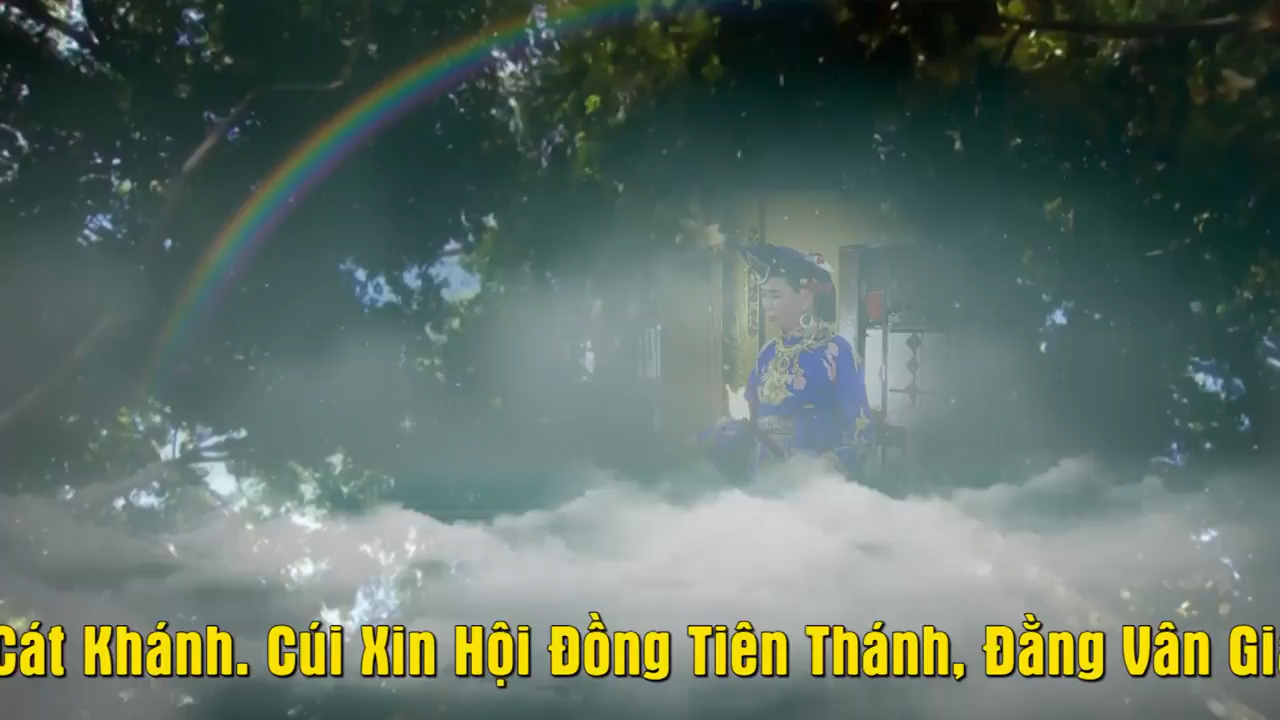 Cát Khánh. Cúi Xin Hội Đồng Tiên Thánh, Đằng Vân Gi